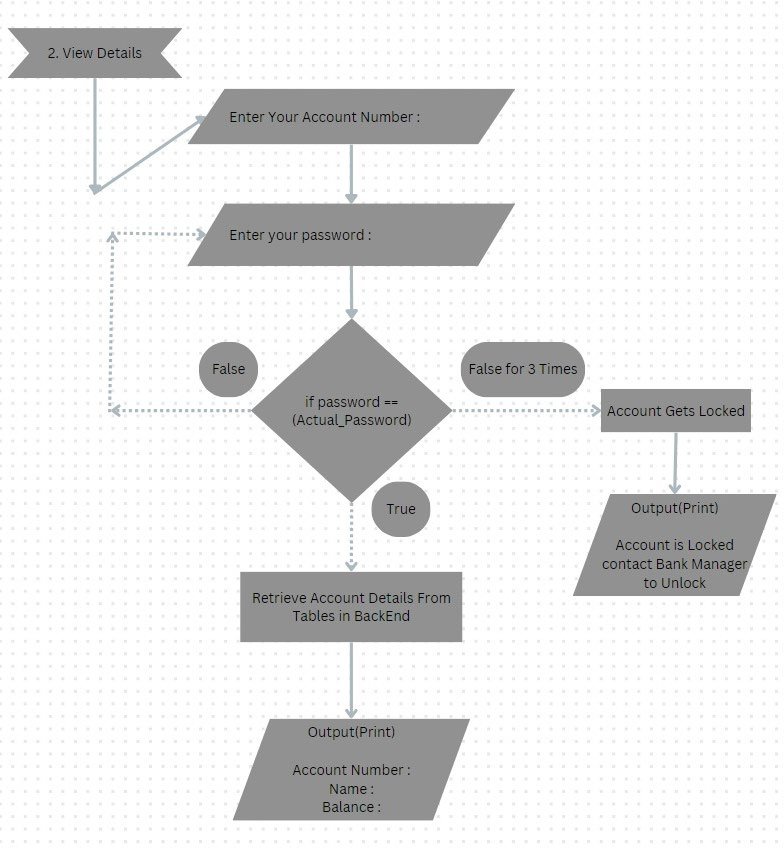 2. View Details
Enter Your Account Number :
Enter your password :
False
False for 3 Times
if password ==
(Actual_Password)
Account Gets Locked
True
Output(Print)
Account is Locked
contact Bank Manager
to Unlock
Retrieve Account Details From
Tables in BackEnd
Output(Print)
Account Number :
Name :
Balance :